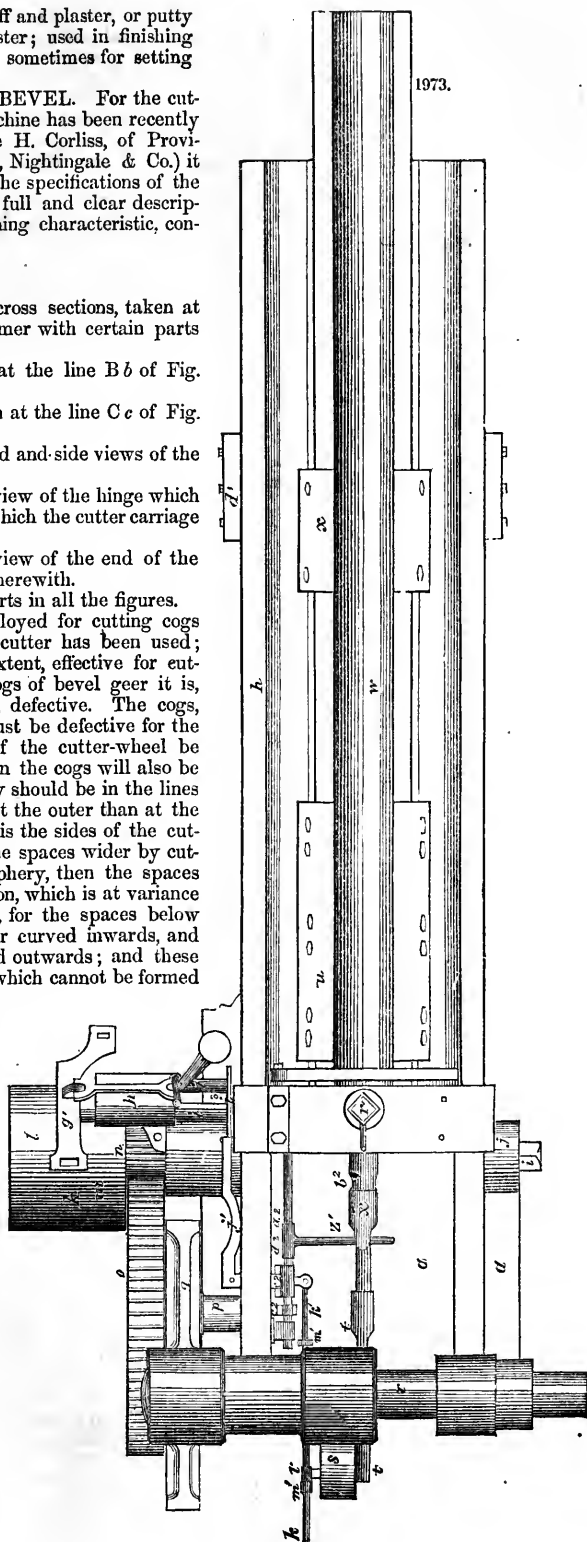 ff and plaster, or putty
ster; used in finishing
sometimes for setting
BEVEL. For the cut-
chine has been recently
e H. Corliss, of Provi-
, Nightingale & Co.) it
he specifications of the
full and clear descrip-
ning characteristic, con-
cross sections, taken at
mer with certain parts
at the line B b of Fig.
n at the line C c of Fig.
d and side views of the
view of the hinge which
hich the cutter carriage
view of the end of the
herewith.
rts in all the figures.
ployed for cutting cogs
cutter has been used;
xtent, effective for cut-
ogs of bevel geer it is,
defective. The cogs,
ust be defective for the
f the cutter-wheel be
n the cogs will also be
y should be in the lines
t the outer than at the
is the sides of the cut-
e spaces wider by cut-
phery, then the spaces
on, which is at variance
, for the spaces below
r curved inwards, and
d outwards; and these
which cannot be formed
1973.
d'
x
h
w
u
l
g'
h
n
j
i
r
b²
z'
x'
j'
a
d
o
p
k'
m'
t
r
s
t
m'
k